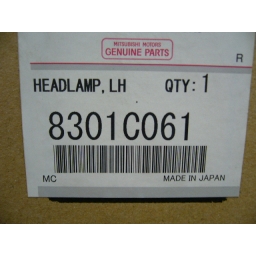 MITSUBISHI MOTORS
GENUINE PARTS
R
HEADLAMP, LH QTY: 1
8301C061
MC MADE IN JAPAN